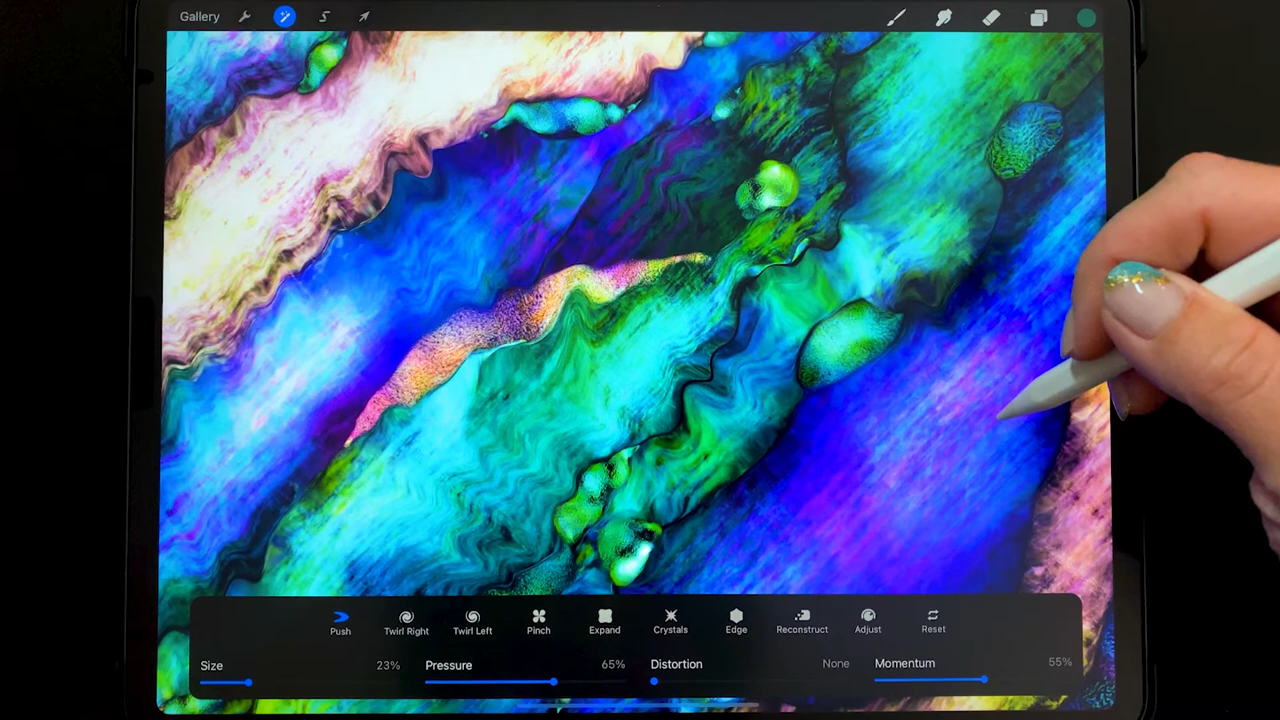 Gallery
Push Twirl Right Twirl Left Pinch Expand Crystals Edge Reconstruct Adjust Reset
Size 23% Pressure 65% Distortion None Momentum 55%